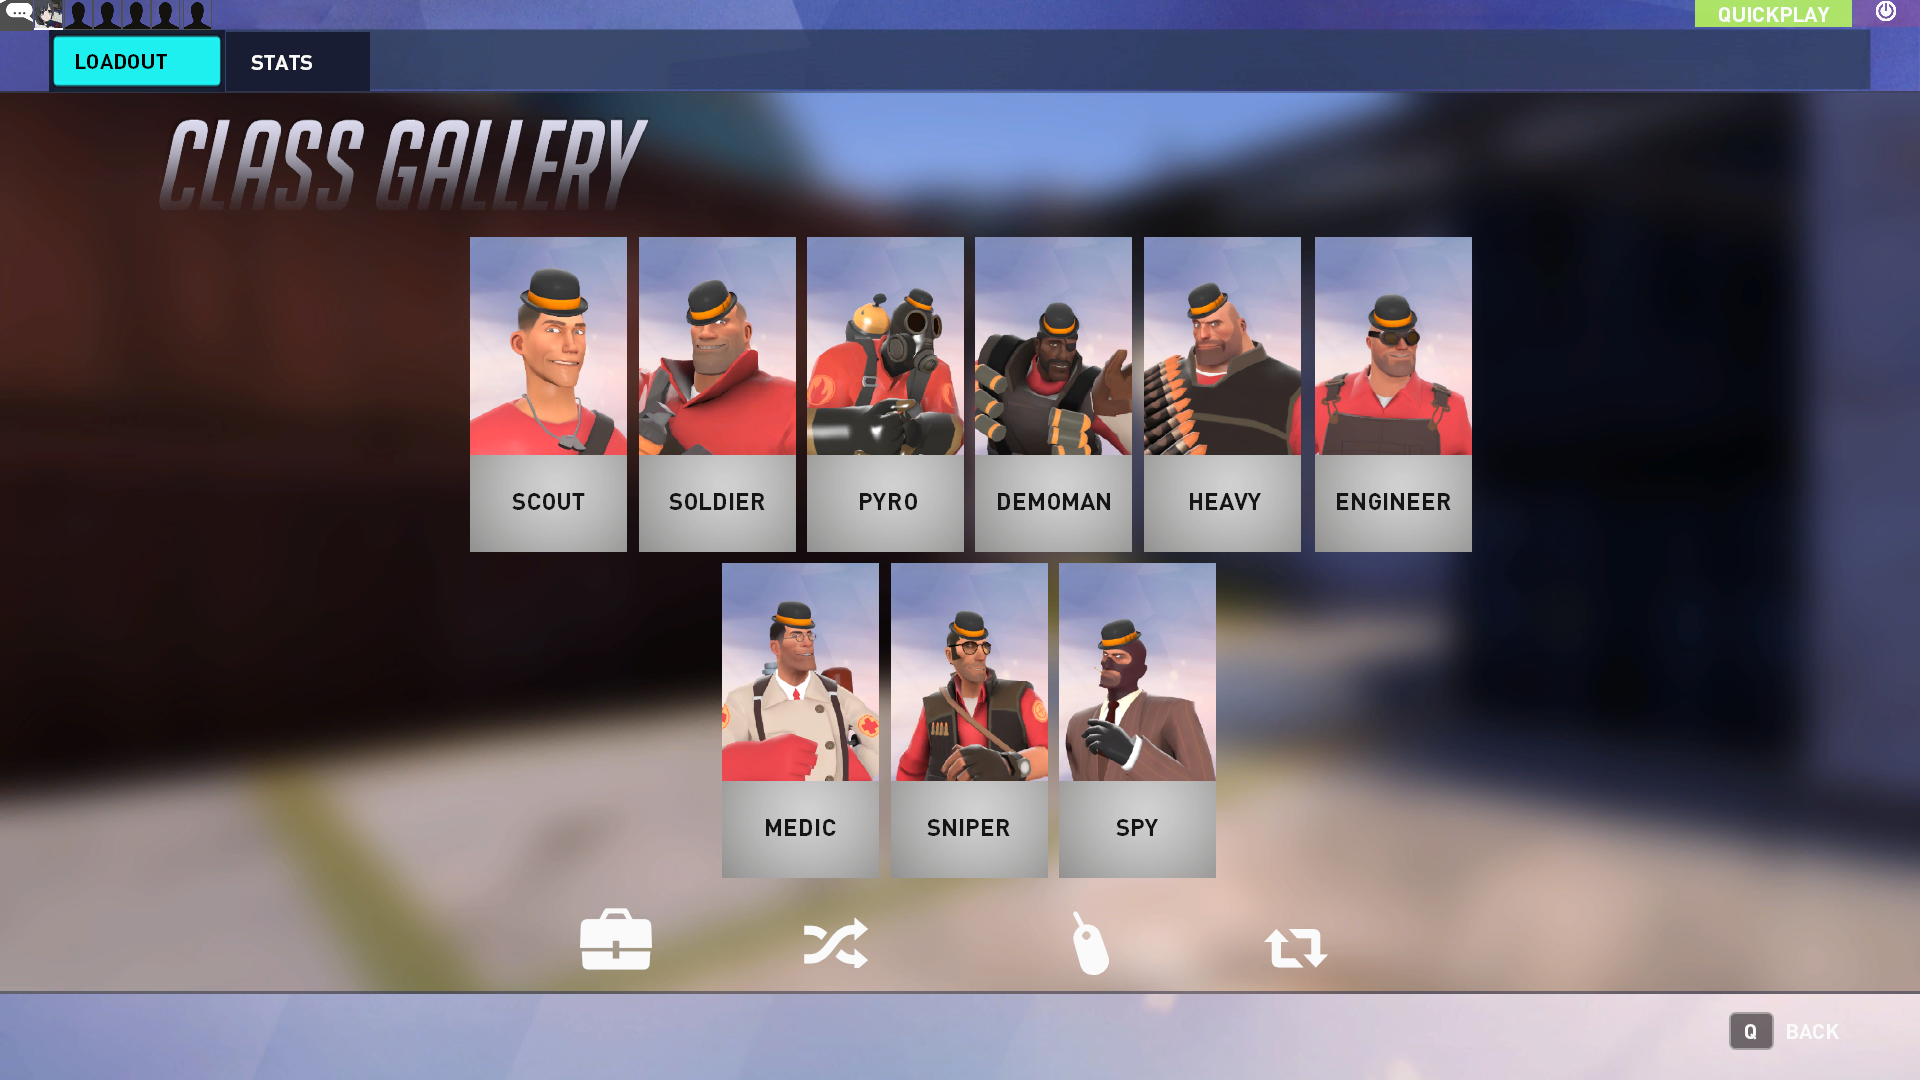 QUICKPLAY
LOADOUT
STATS
CLASS GALLERY
SCOUT
SOLDIER
PYRO
DEMOMAN
HEAVY
ENGINEER
MEDIC
SNIPER
SPY
Q BACK